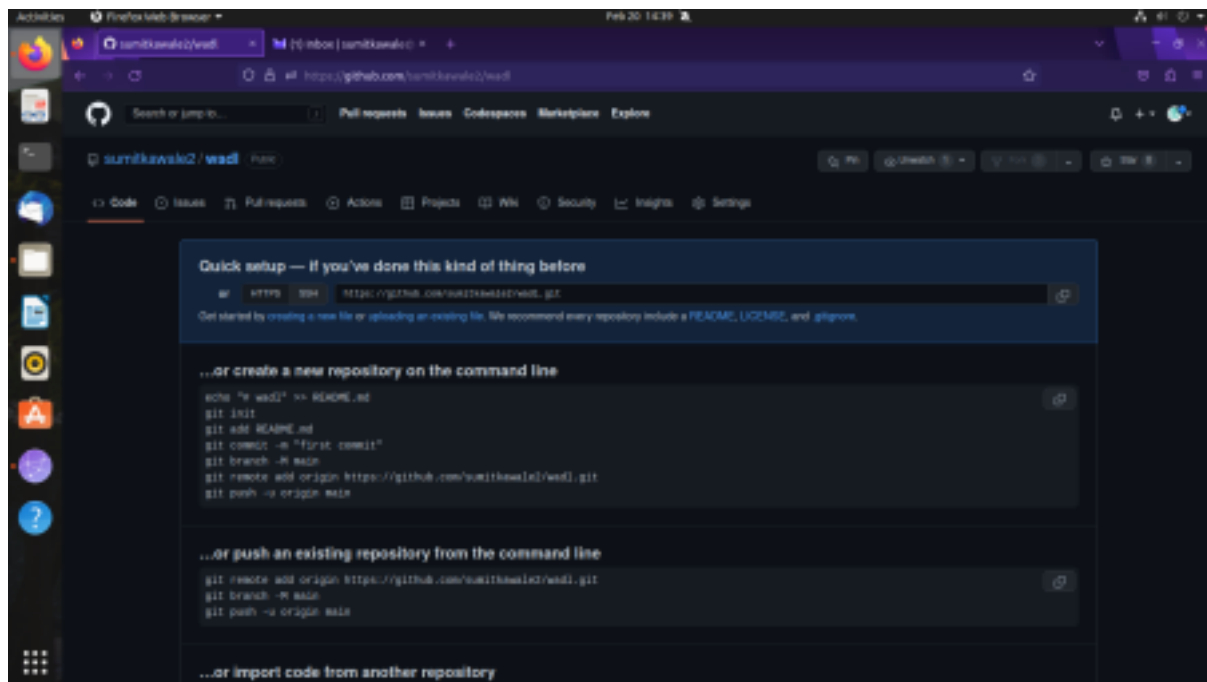 Activities Firefox Web Browser Feb 20 14:39
sumitkawale2/wadl (1) Inbox | sumitkawale
https://github.com/sumitkawale2/wadl
Search or jump to... / Pull requests Issues Codespaces Marketplace Explore
sumitkawale2 / wadl Public Pin Unwatch 1 Fork 0 Star 0
Code Issues Pull requests Actions Projects Wiki Security Insights Settings
Quick setup — if you've done this kind of thing before
or HTTPS SSH https://github.com/sumitkawale2/wadl.git
Get started by creating a new file or uploading an existing file. We recommend every repository include a README, LICENSE, and .gitignore.
...or create a new repository on the command line
echo "# wadl" >> README.md
git init
git add README.md
git commit -m "first commit"
git branch -M main
git remote add origin https://github.com/sumitkawale2/wadl.git
git push -u origin main
...or push an existing repository from the command line
git remote add origin https://github.com/sumitkawale2/wadl.git
git branch -M main
git push -u origin main
...or import code from another repository